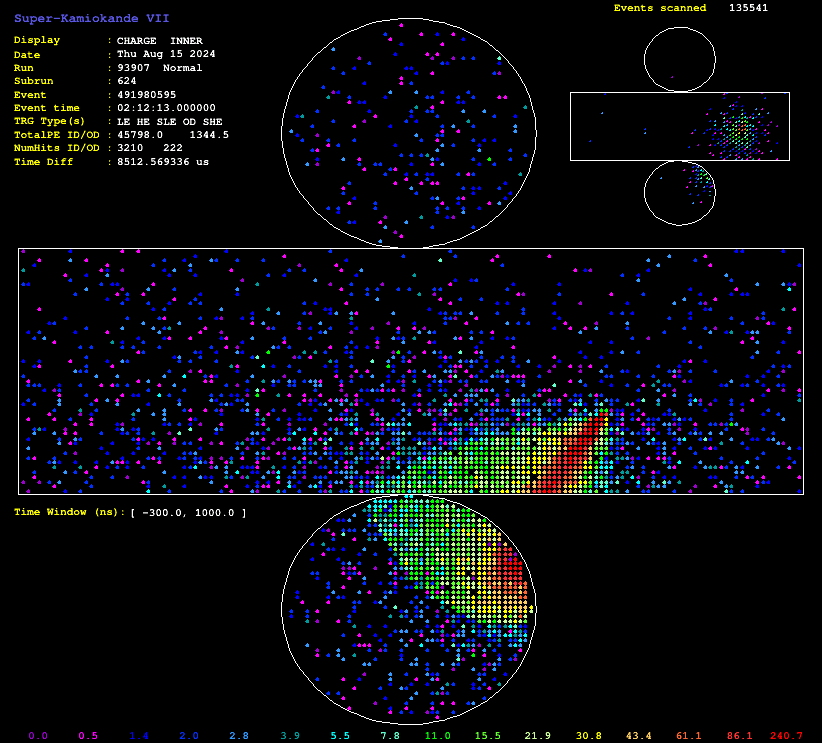 Super-Kamiokande VII
Events scanned 135541
Display : CHARGE INNER
Date : Thu Aug 15 2024
Run : 93907 Normal
Subrun : 624
Event : 491980595
Event time : 02:12:13.000000
TRG Type(s) : LE HE SLE OD SHE
TotalPE ID/OD : 45798.0 1344.5
NumHits ID/OD : 3210 222
Time Diff : 8512.569336 us
Time Window (ns): [ -300.0, 1000.0 ]
0.0 0.5 1.4 2.0 2.8 3.9 5.5 7.8 11.0 15.5 21.9 30.8 43.4 61.1 86.1 240.7